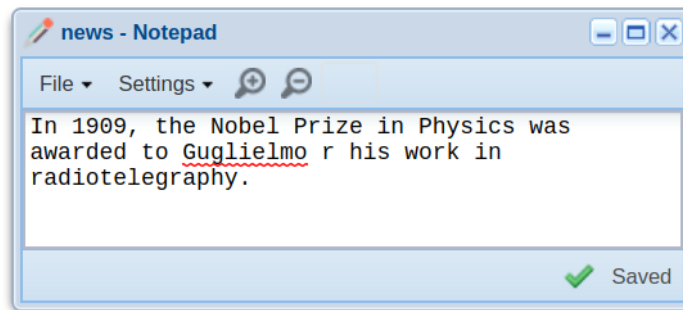 news - Notepad
File Settings
In 1909, the Nobel Prize in Physics was
awarded to Guglielmo r his work in
radiotelegraphy.
Saved